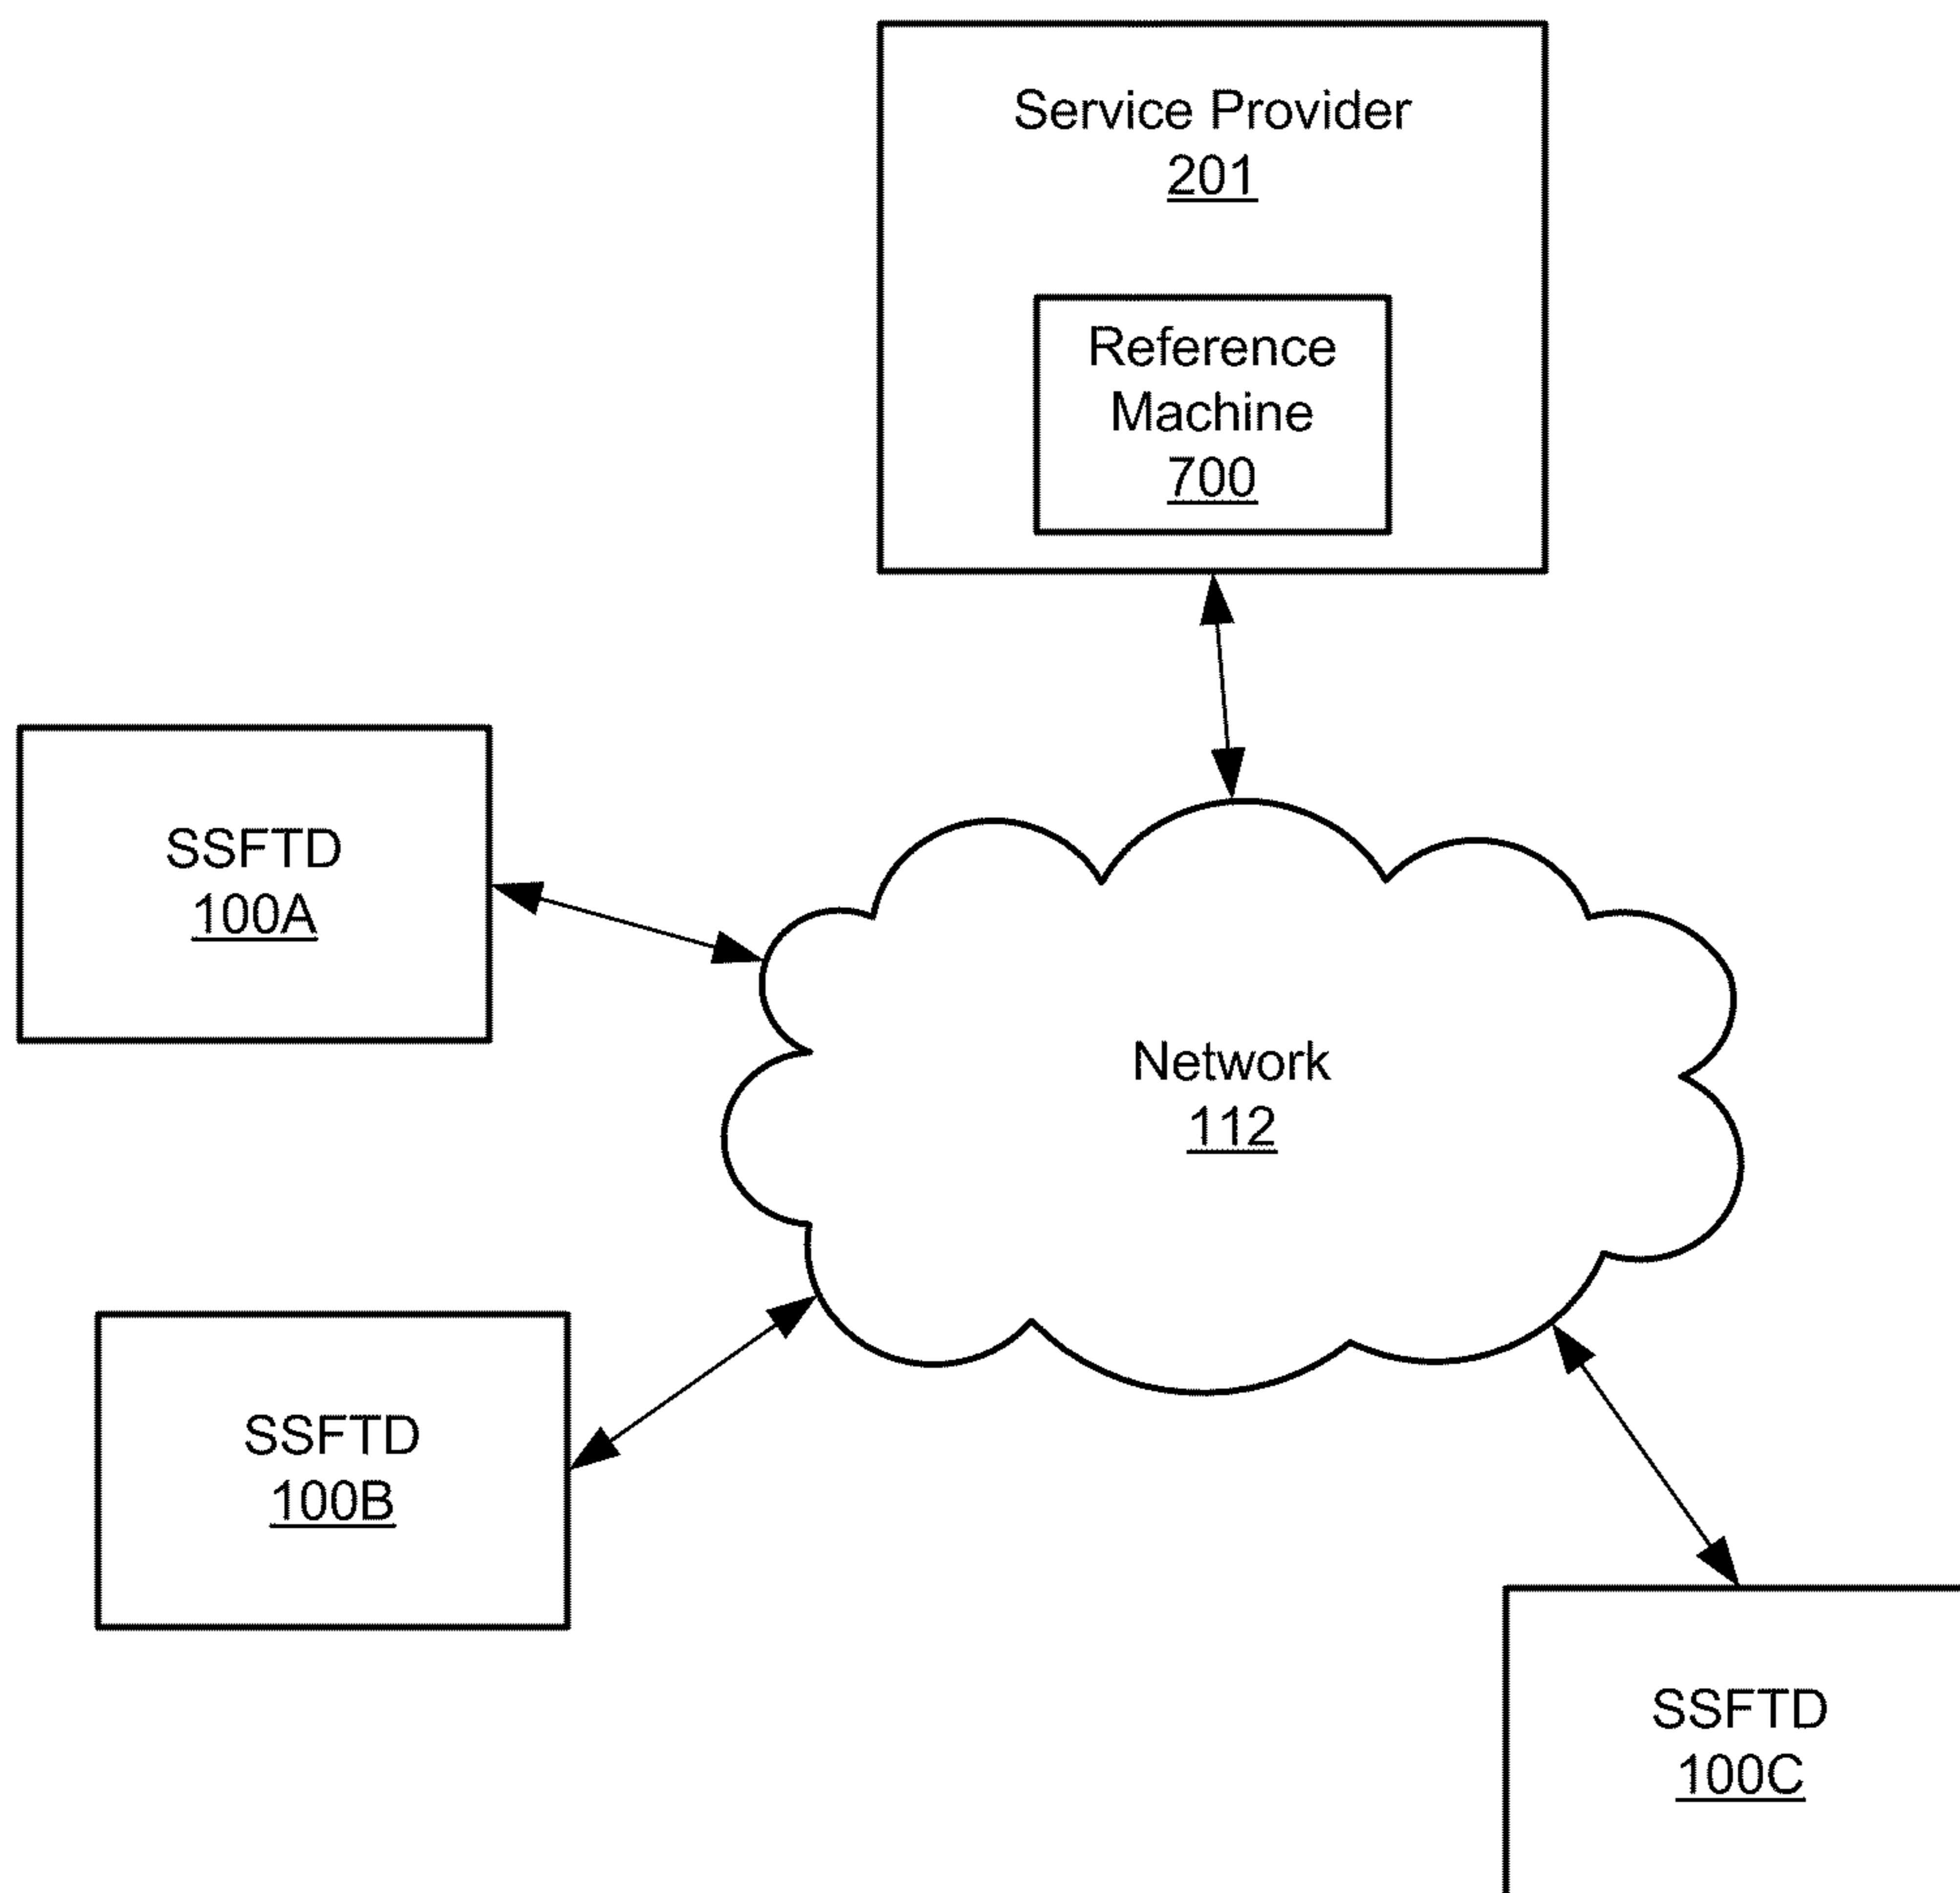 Service Provider
201
Reference
Machine
700
SSFTD
100A
Network
112
SSFTD
100B
SSFTD
100C